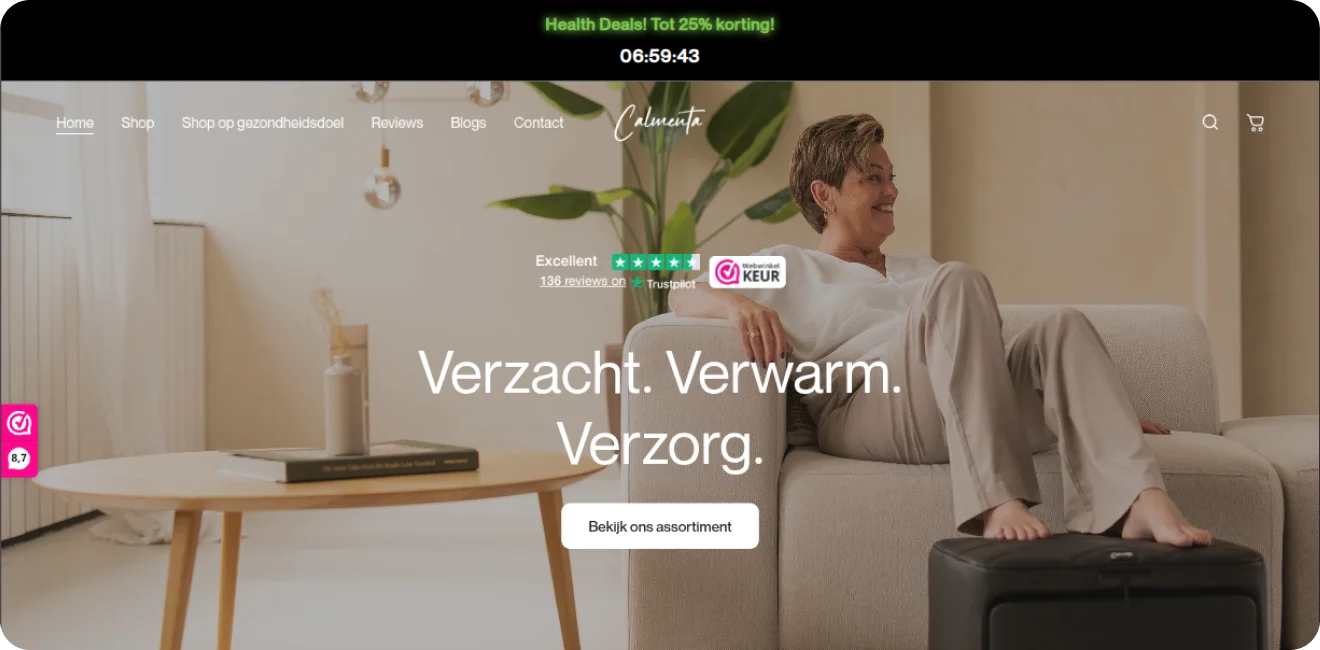 Health Deals! Tot 25% korting!
06:59:43
Home Shop Shop op gezondheidsdoel Reviews Blogs Contact
Calmenta
Excellent
136 reviews on Trustpilot
Webwinkel
KEUR
Verzacht. Verwarm.
Verzorg.
8,7
Bekijk ons assortiment